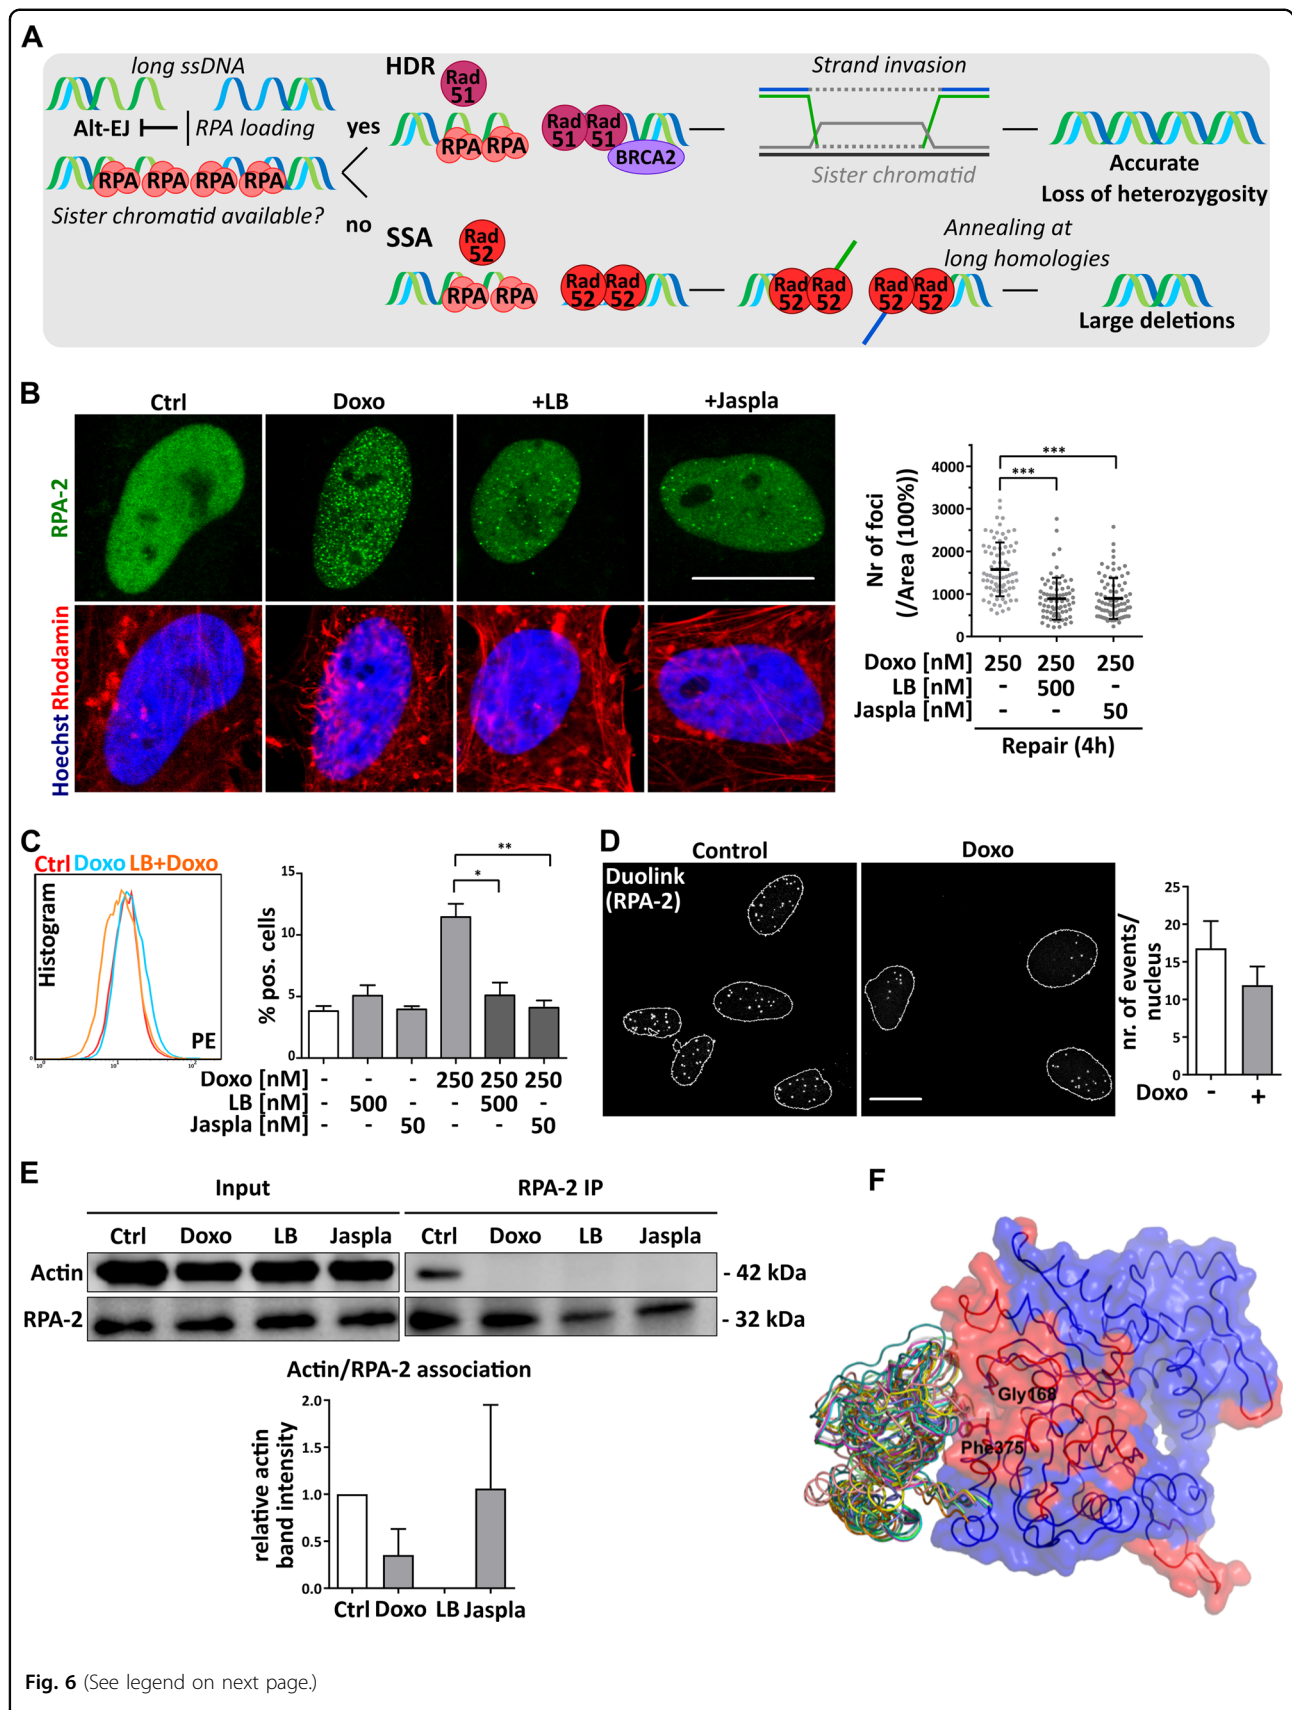 A
long ssDNA
Alt-EJ
RPA loading
RPA RPA RPA RPA
Sister chromatid available?
yes
no
HDR
Rad 51
RPA RPA
Rad 51 Rad 51
BRCA2
Strand invasion
Sister chromatid
Accurate
Loss of heterozygosity
SSA
Rad 52
RPA RPA
Rad 52 Rad 52
Rad 52 Rad 52
Rad 52 Rad 52
Annealing at
long homologies
Large deletions
B
Ctrl Doxo +LB +Jaspla
RPA-2
Hoechst Rhodamin
Nr of foci
(/Area (100%))
4000
3000
2000
1000
0
*** ***
Doxo [nM] 250 250 250
LB [nM] - 500 -
Jaspla [nM] - - 50
Repair (4h)
C
Ctrl Doxo LB+Doxo
Histogram
PE
% pos. cells
15
10
5
0
* **
Doxo [nM] - - - 250 250 250
LB [nM] - 500 - - 500 -
Jaspla [nM] - - 50 - - 50
D
Control Doxo
Duolink
(RPA-2)
nr. of events/
nucleus
25
20
15
10
5
0
Doxo - +
E
Input RPA-2 IP
Ctrl Doxo LB Jaspla Ctrl Doxo LB Jaspla
Actin - 42 kDa
RPA-2 - 32 kDa
Actin/RPA-2 association
relative actin
band intensity
2.0
1.5
1.0
0.5
0.0
Ctrl Doxo LB Jaspla
F
Gly168
Phe375
Fig. 6 (See legend on next page.)